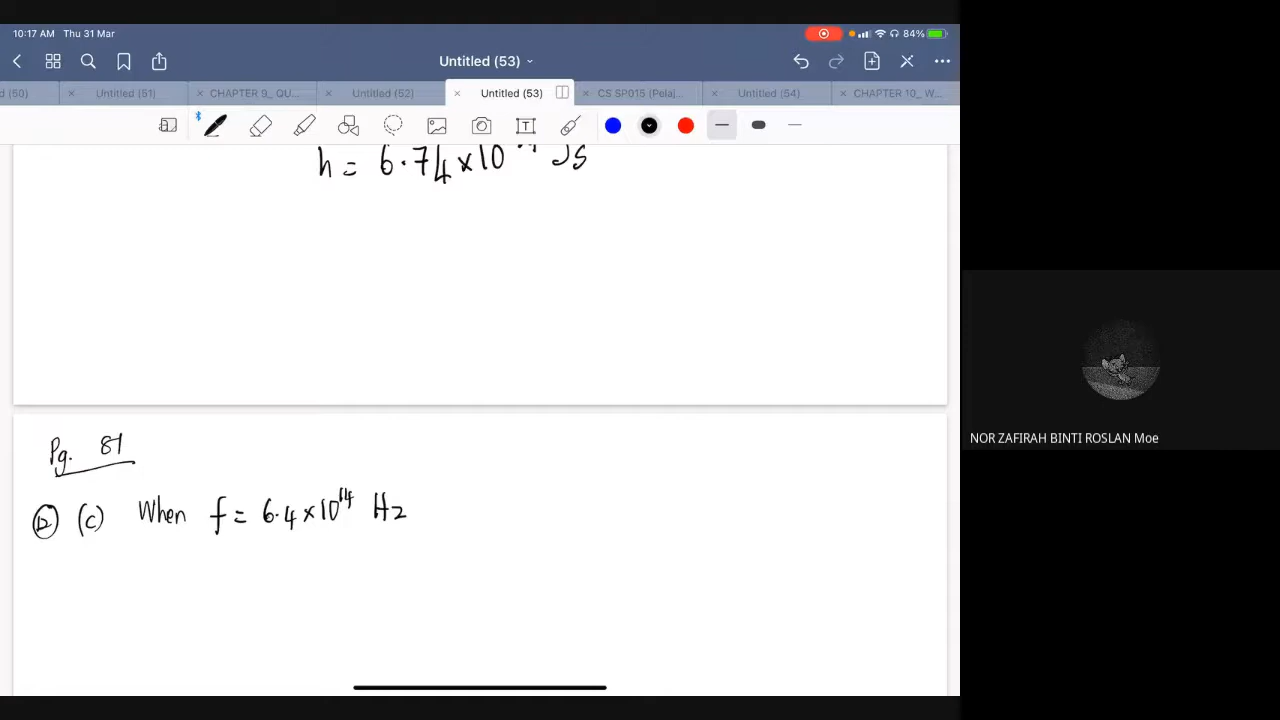 10:17 AM Thu 31 Mar
84%
Untitled (53)
d (50)
Untitled (51)
CHAPTER 9_ QU...
Untitled (52)
Untitled (53)
CS SP015 (Pelaj...
Untitled (54)
CHAPTER 10_ W...
h = 6.74 × 10 Js
Pg. 81
(c) When f = 6.4 × 10¹⁴ Hz
NOR ZAFIRAH BINTI ROSLAN Moe